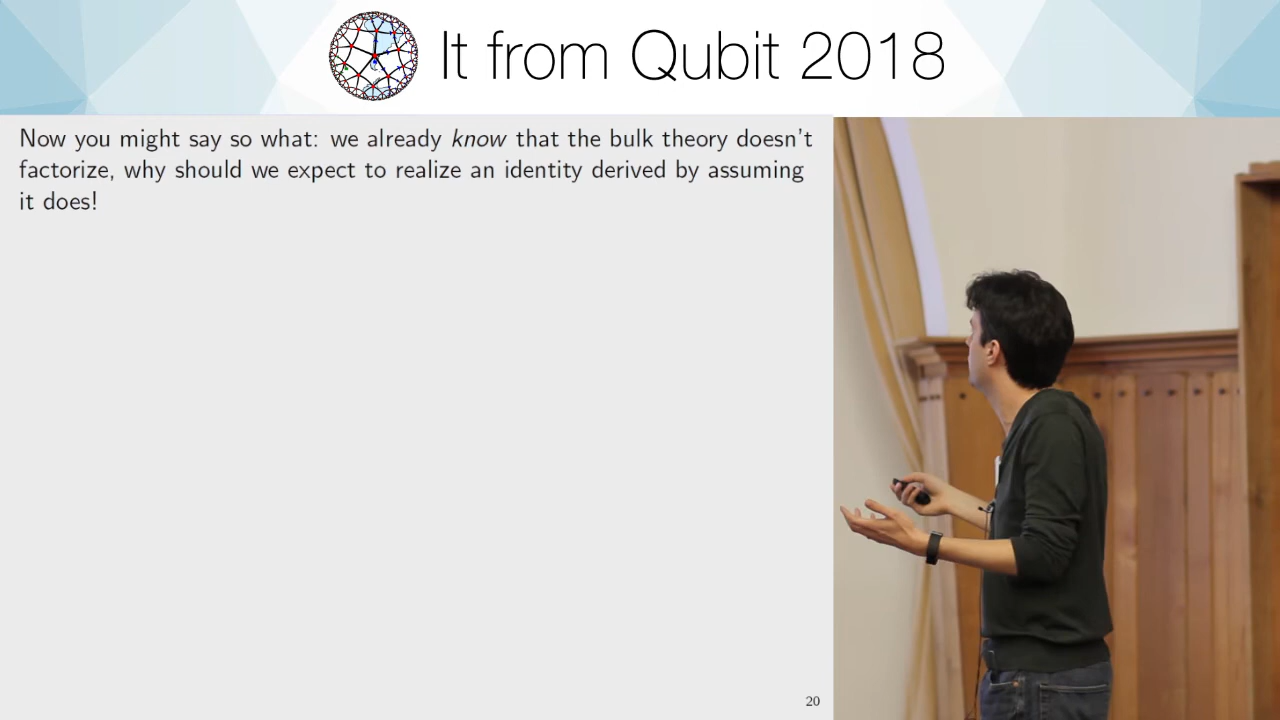 It from Qubit 2018
Now you might say so what: we already know that the bulk theory doesn't
factorize, why should we expect to realize an identity derived by assuming
it does!
20